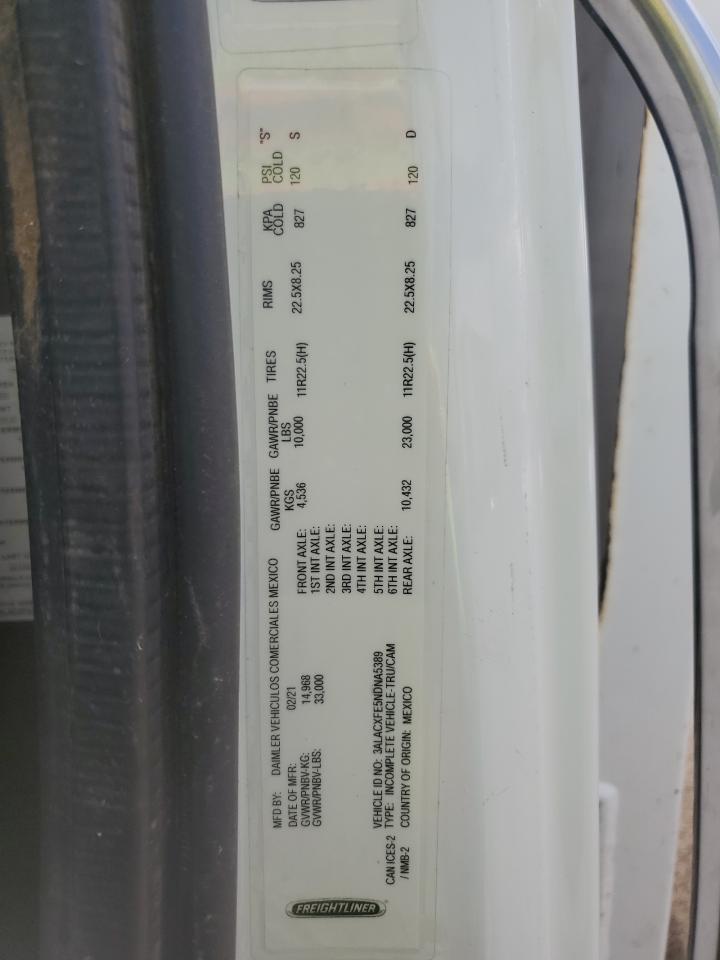 FREIGHTLINER
MFD BY: DAIMLER VEHICULOS COMERCIALES MEXICO GAWR/PNBE GAWR/PNBE TIRES RIMS KPA PSI "S"
DATE OF MFR: 02/21 KGS LBS COLD COLD
GVWR/PNBV-KG: 14,968 FRONT AXLE: 4,536 10,000 11R22.5(H) 22.5X8.25 827 120 S
GVWR/PNBV-LBS: 33,000 1ST INT AXLE:
2ND INT AXLE:
3RD INT AXLE:
4TH INT AXLE:
VEHICLE ID NO: 3ALACXFE5NDNA5389 5TH INT AXLE:
CAN ICES-2 TYPE: INCOMPLETE VEHICLE-TRU/CAM 6TH INT AXLE:
/ NMB-2 COUNTRY OF ORIGIN: MEXICO REAR AXLE: 10,432 23,000 11R22.5(H) 22.5X8.25 827 120 D